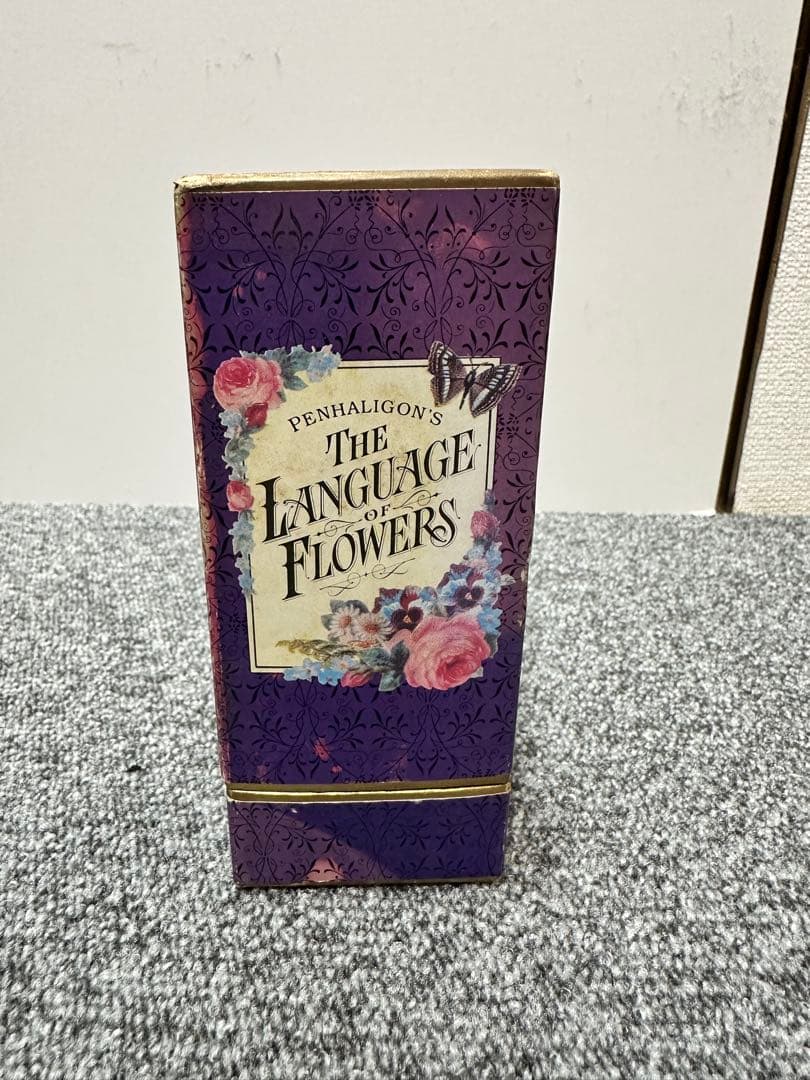 PENHALIGON'S
THE
LANGUAGE
OF
FLOWERS